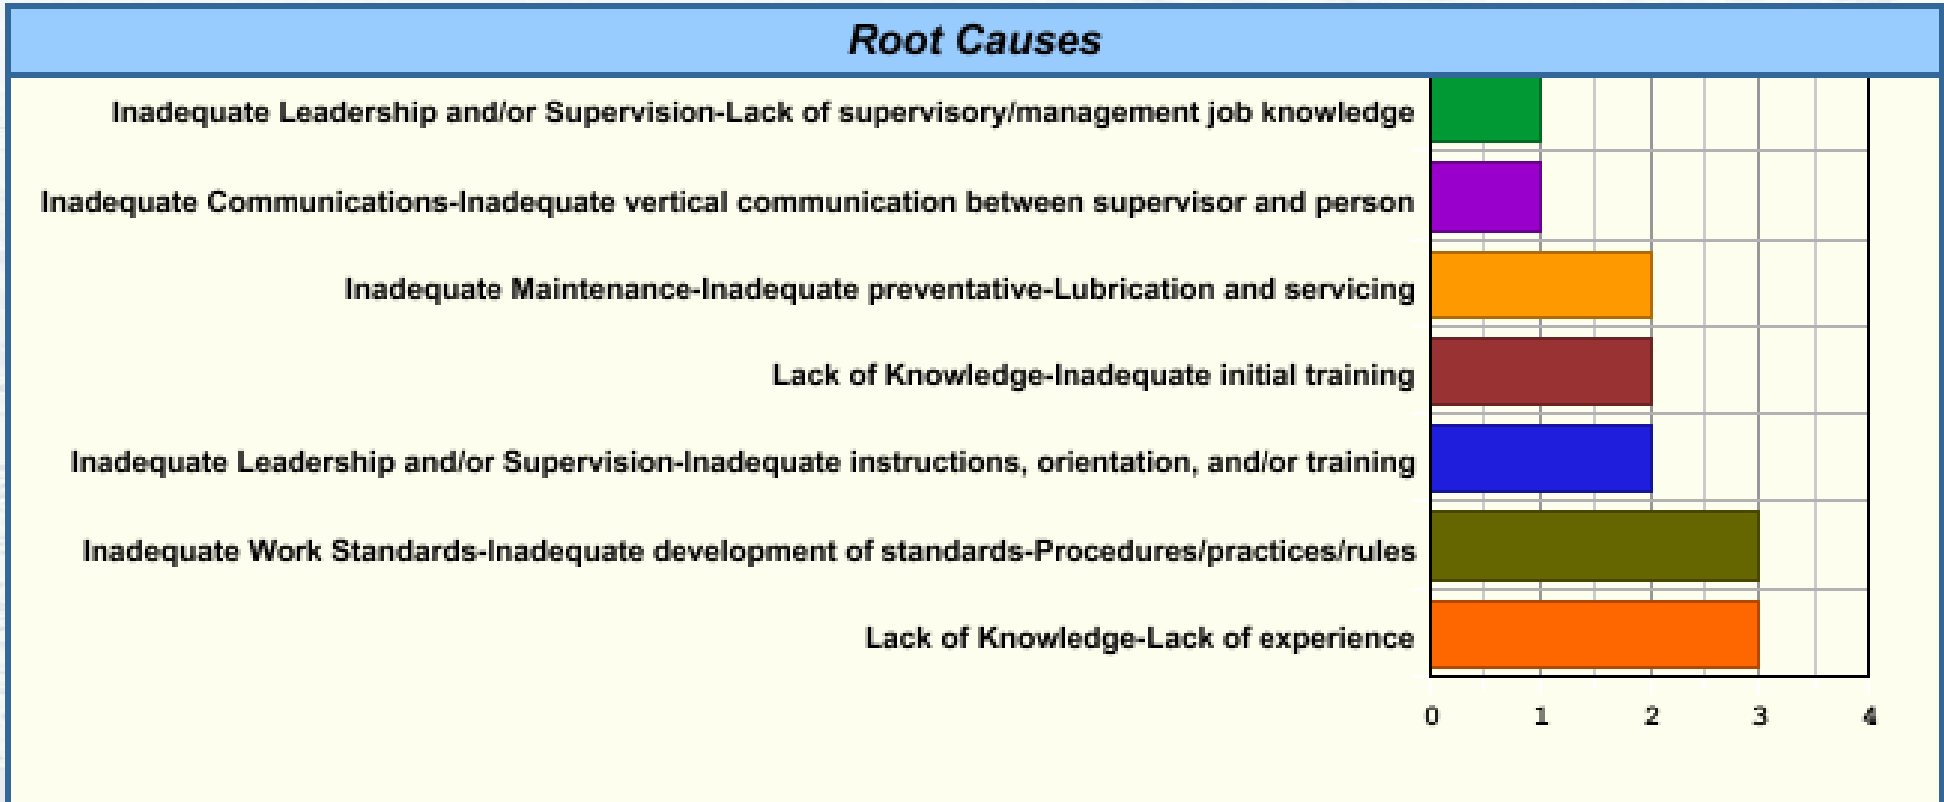 Root Causes
Inadequate Leadership and/or Supervision-Lack of supervisory/management job knowledge
Inadequate Communications-Inadequate vertical communication between supervisor and person
Inadequate Maintenance-Inadequate preventative-Lubrication and servicing
Lack of Knowledge-Inadequate initial training
Inadequate Leadership and/or Supervision-Inadequate instructions, orientation, and/or training
Inadequate Work Standards-Inadequate development of standards-Procedures/practices/rules
Lack of Knowledge-Lack of experience
0 1 2 3 4